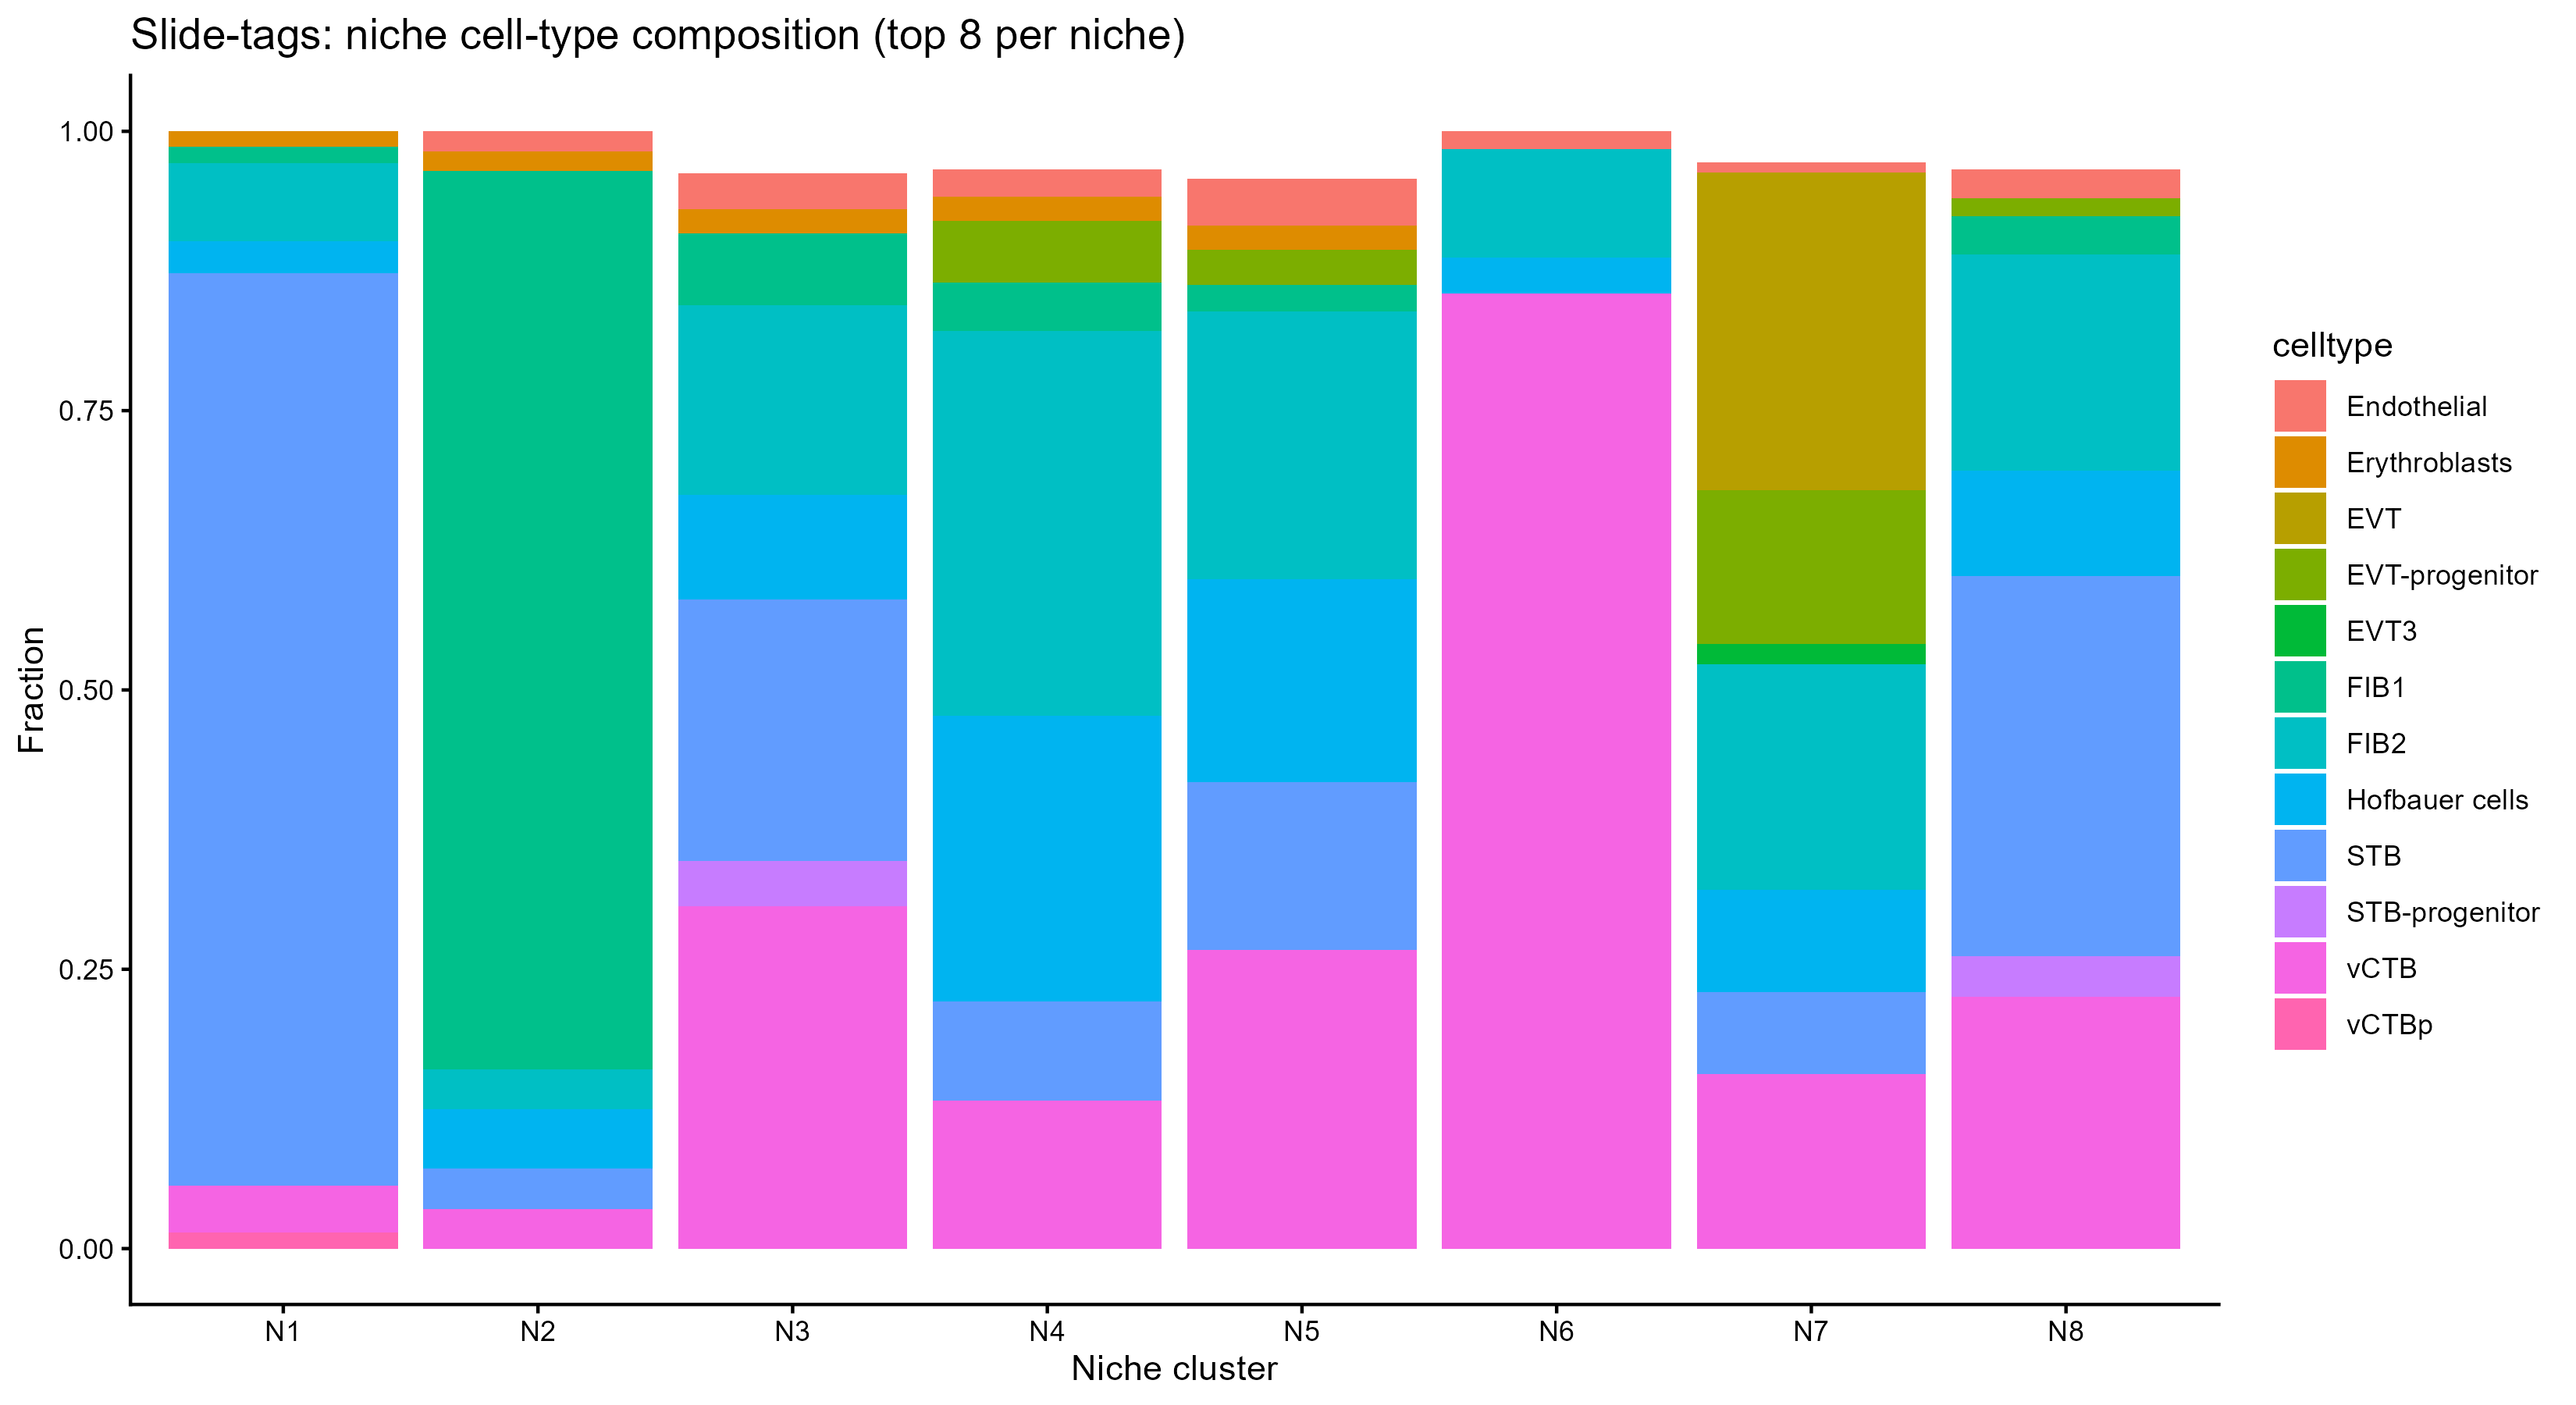 Slide-tags: niche cell-type composition (top 8 per niche)
Fraction
1.00
0.75
0.50
0.25
0.00
N1 N2 N3 N4 N5 N6 N7 N8
Niche cluster
celltype
Endothelial
Erythroblasts
EVT
EVT-progenitor
EVT3
FIB1
FIB2
Hofbauer cells
STB
STB-progenitor
vCTB
vCTBp